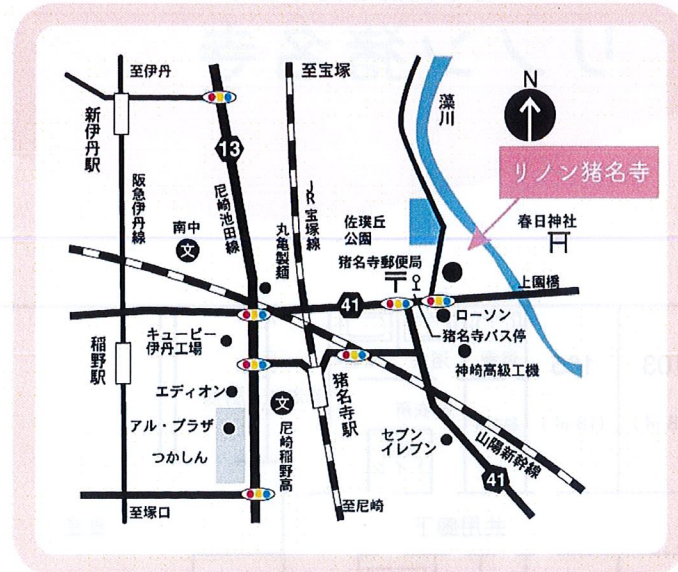 至伊丹
至宝塚
N
藻川
新伊丹駅
13
リノン猪名寺
阪急伊丹線
尼崎池田線
JR宝塚線
南中
文
丸亀製麺
佐璞丘
公園
春日神社
猪名寺郵便局
〒
上園橋
41
ローソン
猪名寺バス停
キューピー
伊丹工場
稲野駅
神崎高級工機
エディオン
文
尼崎稲野高
猪名寺駅
アル・プラザ
つかしん
セブン
イレブン
山陽新幹線
41
至塚口
至尼崎